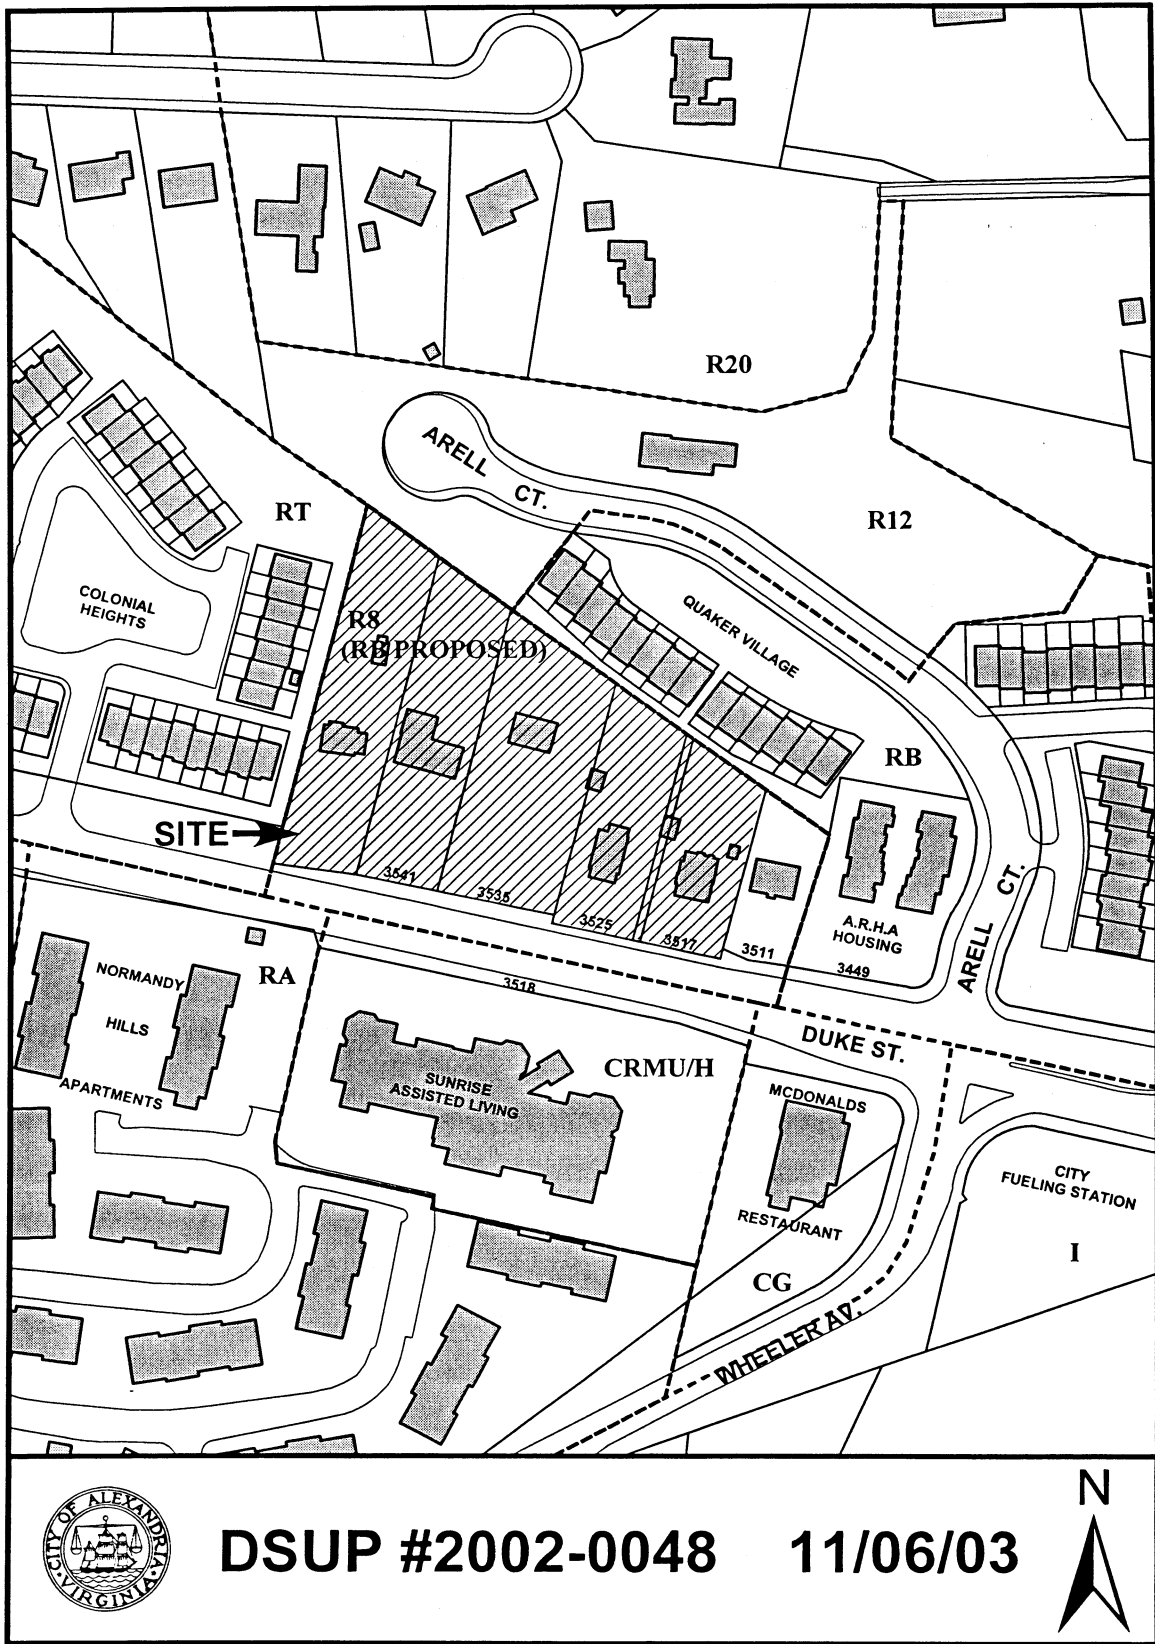 R20
ARELL
CT.
RT
R12
COLONIAL
HEIGHTS
QUAKER VILLAGE
R8
(RB PROPOSED)
RB
SITE
3541
3535
3525
3517
3511
A.R.H.A
HOUSING
3449
ARELL CT.
NORMANDY
HILLS
APARTMENTS
RA
3518
DUKE ST.
SUNRISE
ASSISTED LIVING
CRMU/H
MCDONALDS
RESTAURANT
CITY
FUELING STATION
I
CG
WHEELER AV.
CITY OF ALEXANDRIA
VIRGINIA
DSUP #2002-0048 11/06/03
N